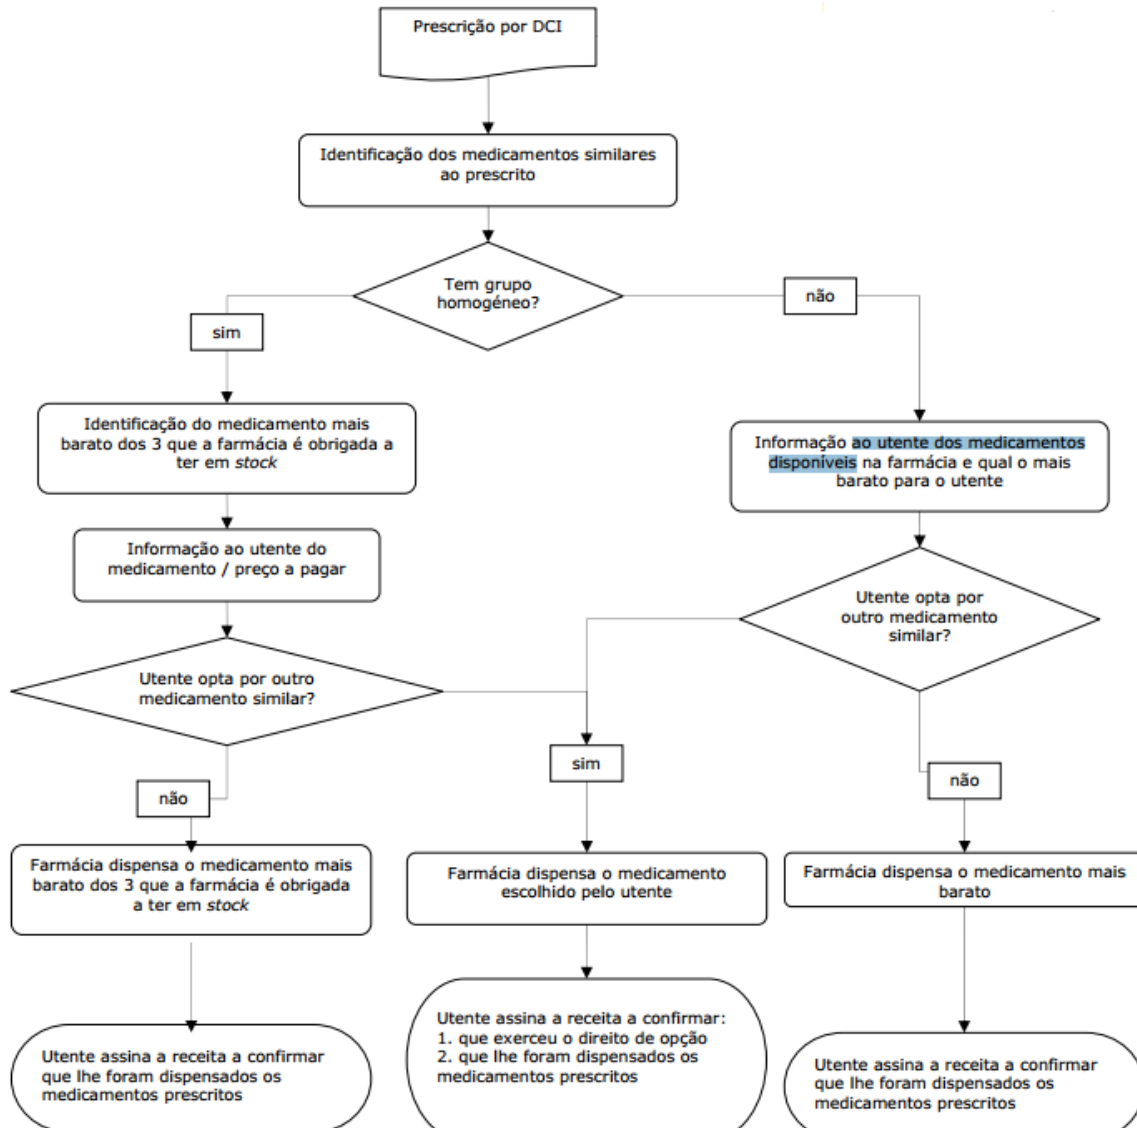 Prescrição por DCI
Identificação dos medicamentos similares
ao prescrito
Tem grupo
homogéneo?
sim
não
Identificação do medicamento mais
barato dos 3 que a farmácia é obrigada a
ter em stock
Informação ao utente dos medicamentos
disponíveis na farmácia e qual o mais
barato para o utente
Informação ao utente do
medicamento / preço a pagar
Utente opta por outro
medicamento similar?
Utente opta por
outro medicamento
similar?
não
sim
não
Farmácia dispensa o medicamento mais
barato dos 3 que a farmácia é obrigada
a ter em stock
Farmácia dispensa o medicamento
escolhido pelo utente
Farmácia dispensa o medicamento mais
barato
Utente assina a receita a confirmar
que lhe foram dispensados os
medicamentos prescritos
Utente assina a receita a confirmar:
1. que exerceu o direito de opção
2. que lhe foram dispensados os
medicamentos prescritos
Utente assina a receita a confirmar
que lhe foram dispensados os
medicamentos prescritos